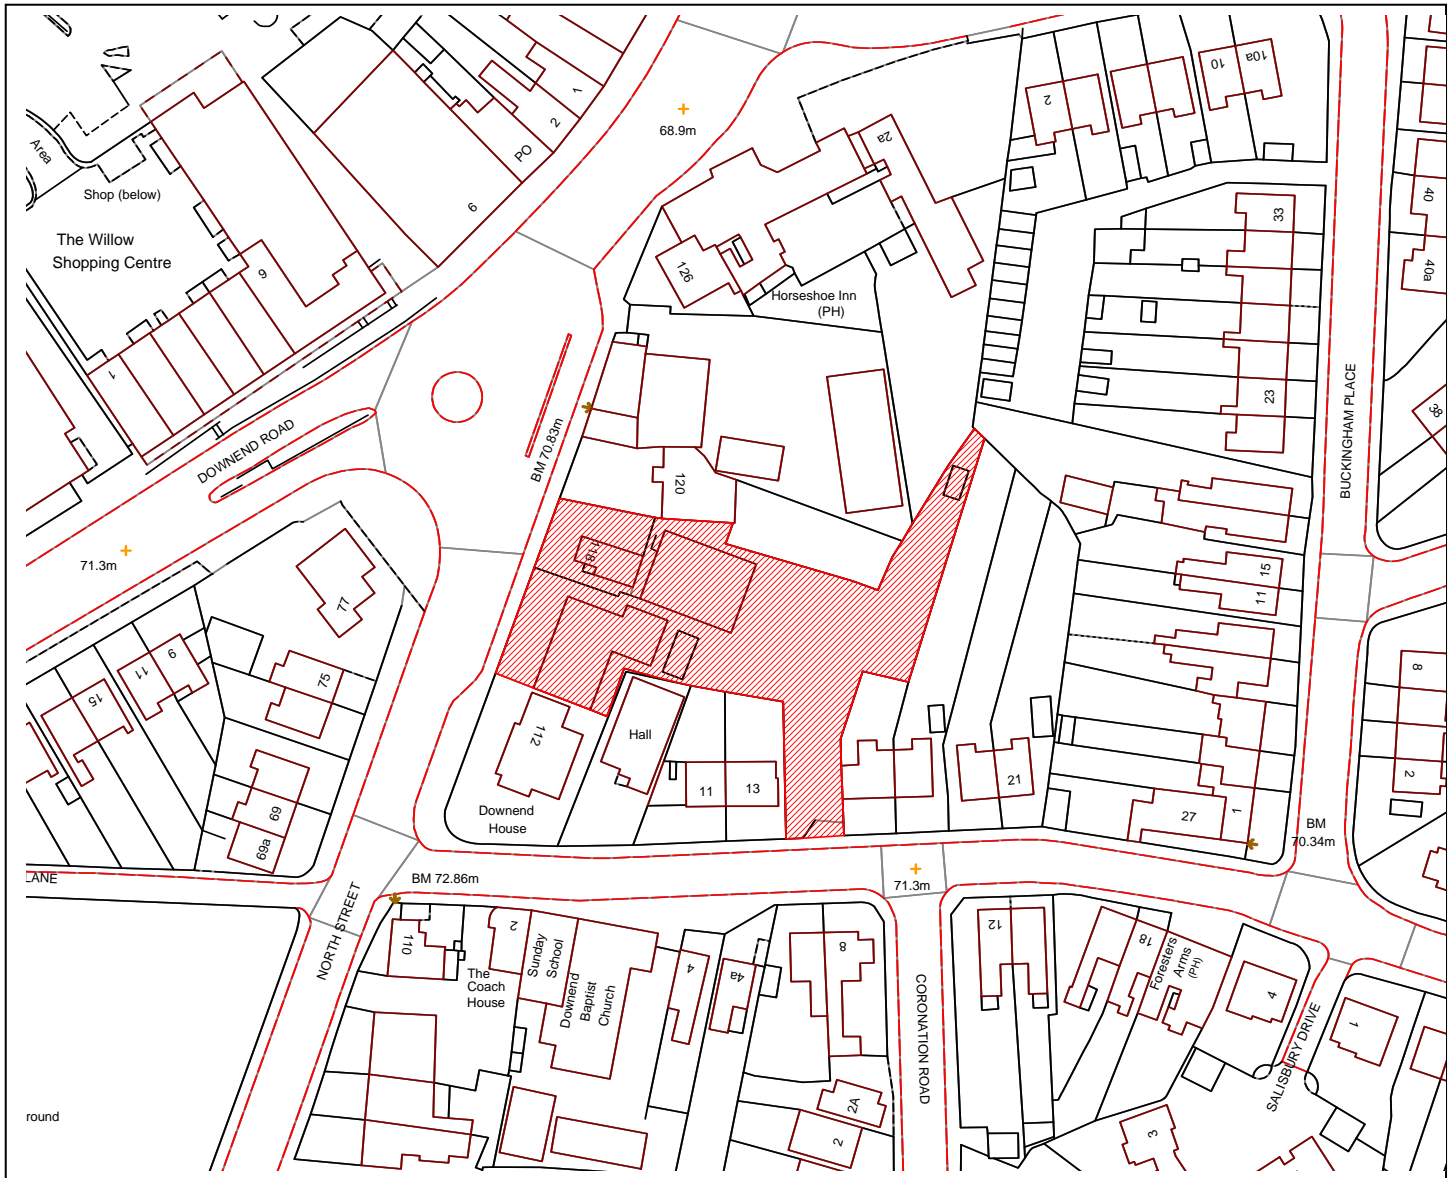 Area
Shop (below)
The Willow
Shopping Centre
9
1
6
PO
2
1
68.9m
2a
2
10
10a
33
23
40
40a
38
BUCKINGHAM PLACE
126
Horseshoe Inn
(PH)
DOWNEND ROAD
BM 70.83m
120
118
71.3m
77
75
9
11
15
69
69a
112
Hall
11
13
21
15
11
27
1
8
2
Downend
House
BM
70.34m
LANE
BM 72.86m
71.3m
NORTH STREET
110
The
Coach
House
2
Sunday
School
Downend
Baptist
Church
4
4a
8
2A
2
CORONATION ROAD
12
18
Foresters
Arms
(PH)
4
1
3
SALISBURY DRIVE
round